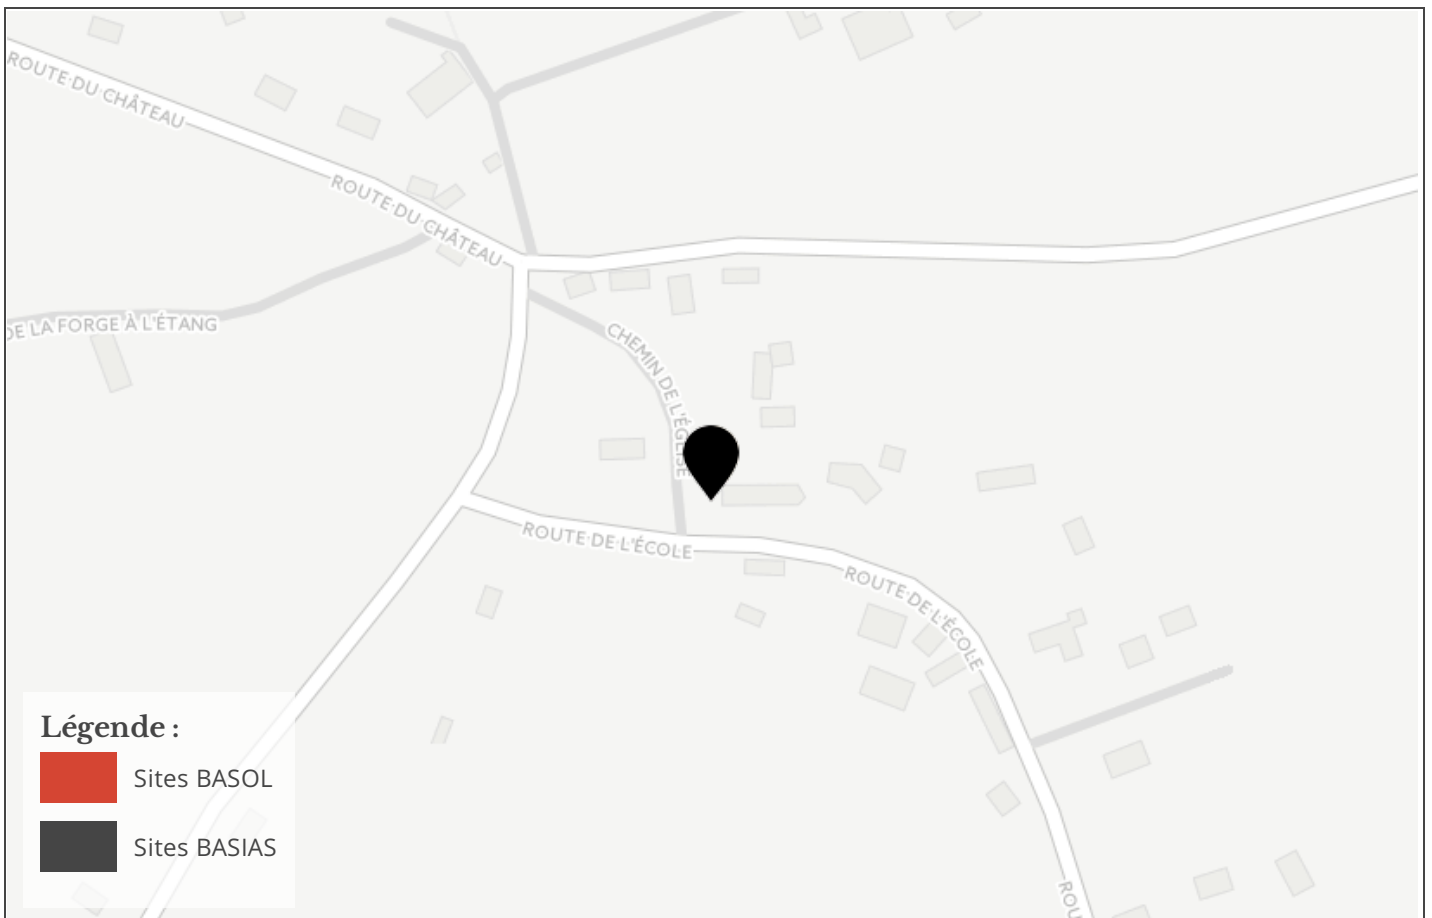 ROUTE DU CHÂTEAU
ROUTE DU CHÂTEAU
DE LA FORGE À L'ÉTANG
CHEMIN DE L'ÉGLISE
ROUTE DE L'ÉCOLE
ROUTE DE L'ÉCOLE
ROU
Légende :
Sites BASOL
Sites BASIAS